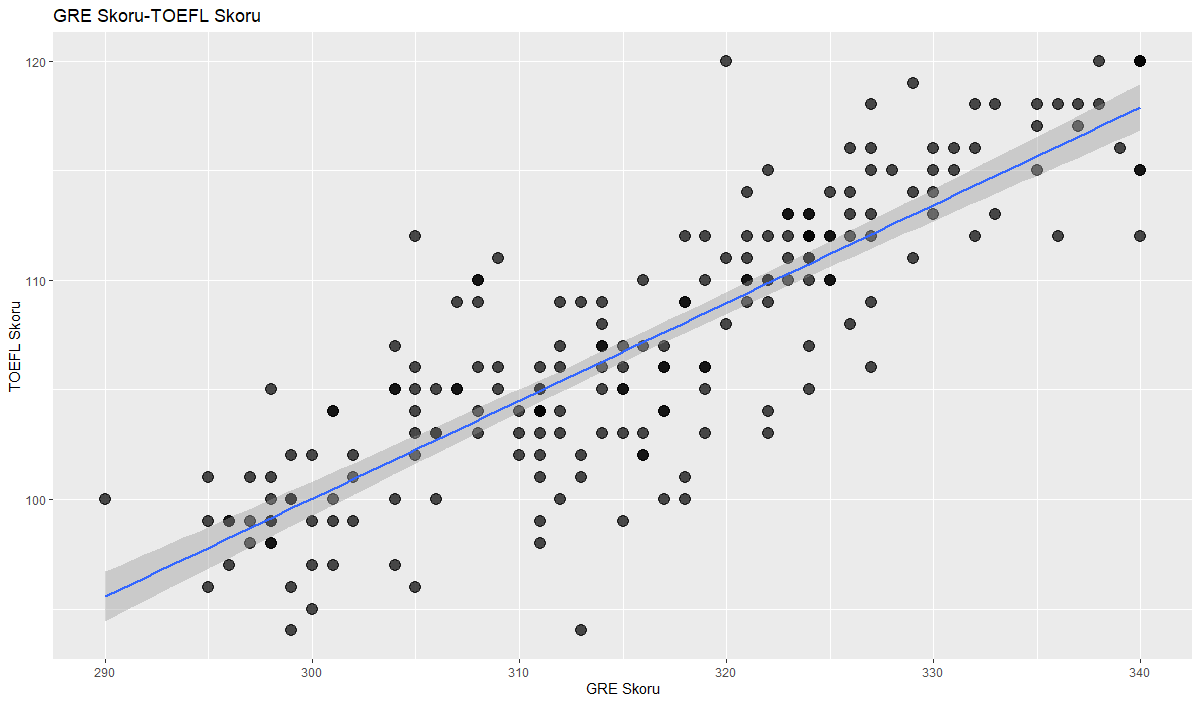 GRE Skoru-TOEFL Skoru
120
110
100
TOEFL Skoru
290 300 310 320 330 340
GRE Skoru